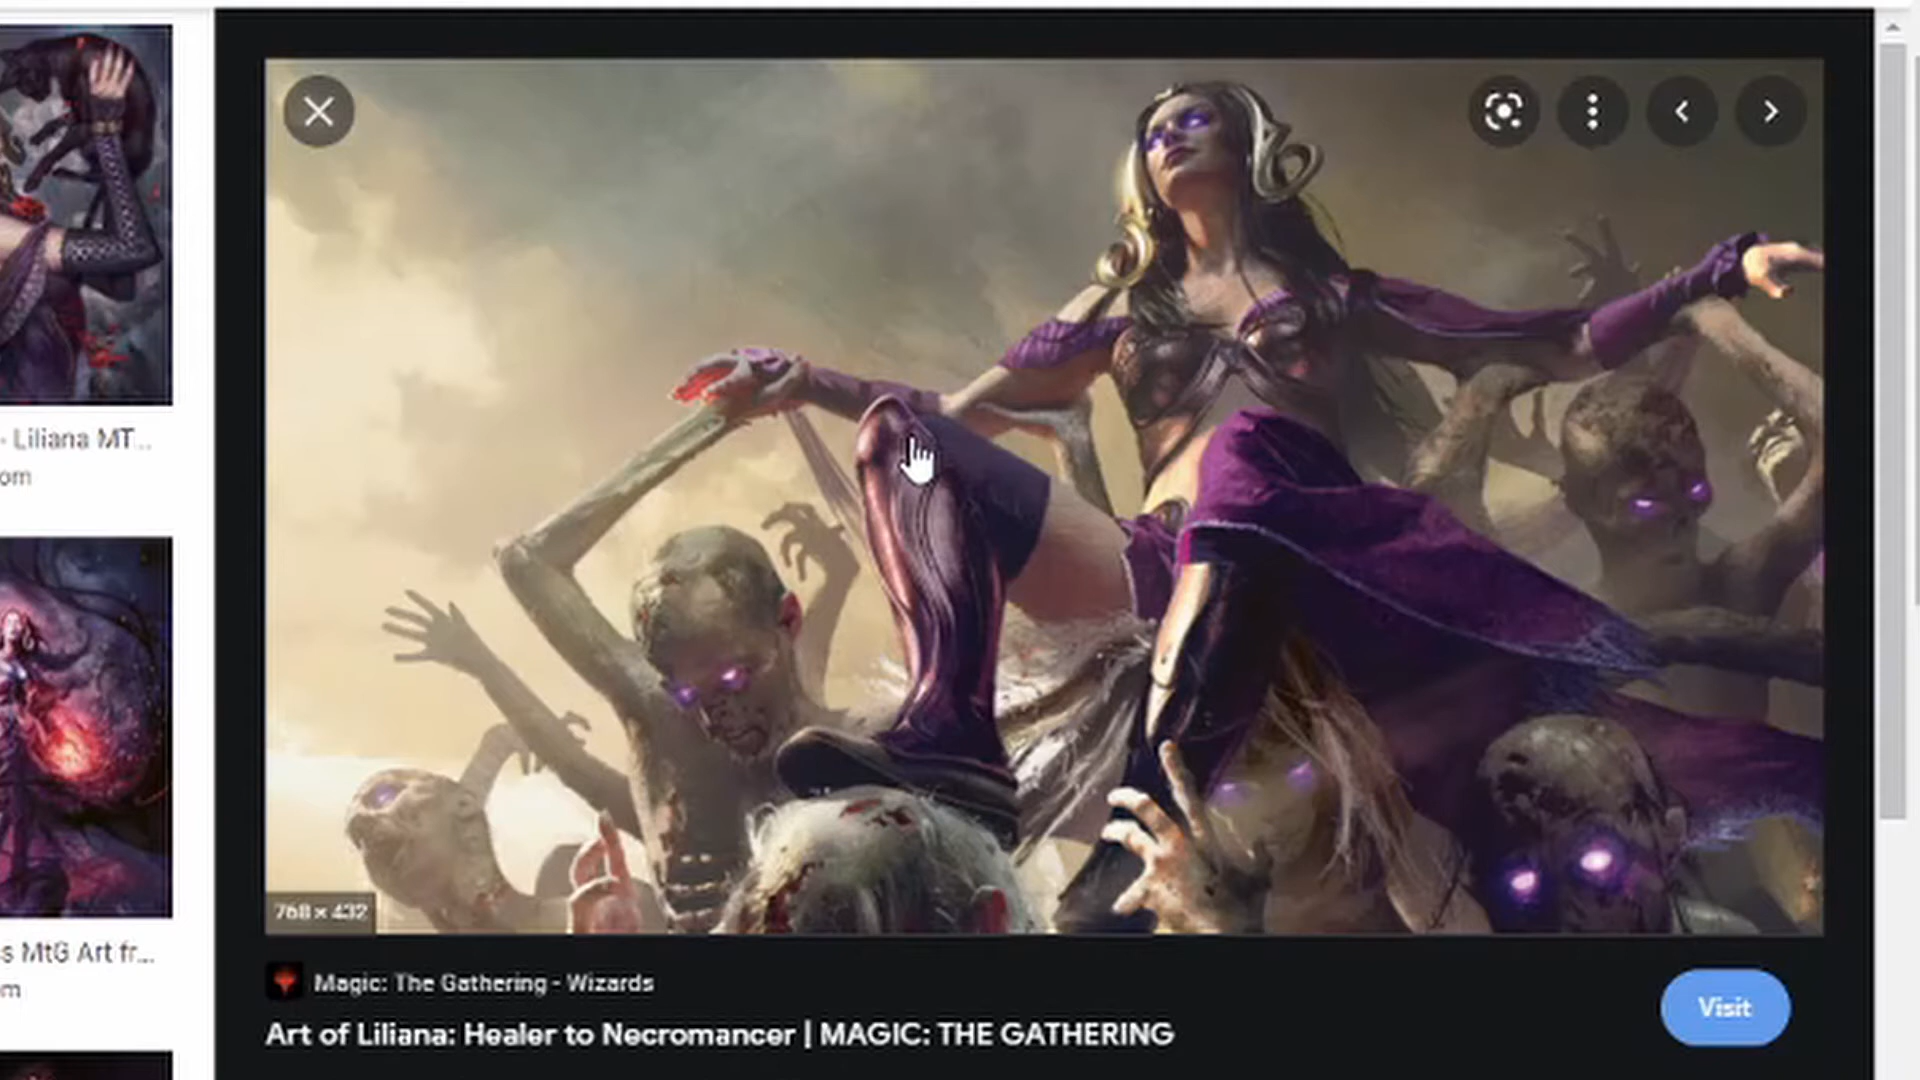 - Liliana MT...
om
s MtG Art fr...
m
768 × 432
Magic: The Gathering - Wizards
Visit
Art of Liliana: Healer to Necromancer | MAGIC: THE GATHERING